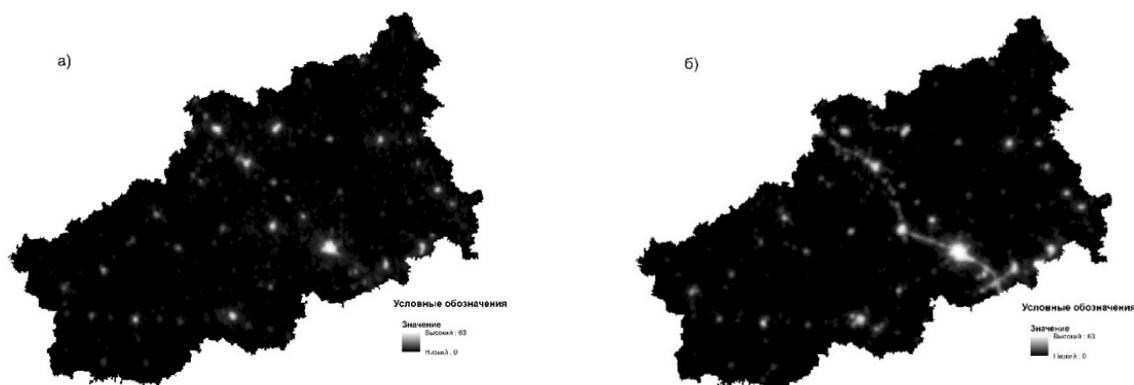 а)
б)
Условные обозначения
Значение
Высокий : 63
Низкий : 0
Условные обозначения
Значение
Высокий : 63
Низкий : 0